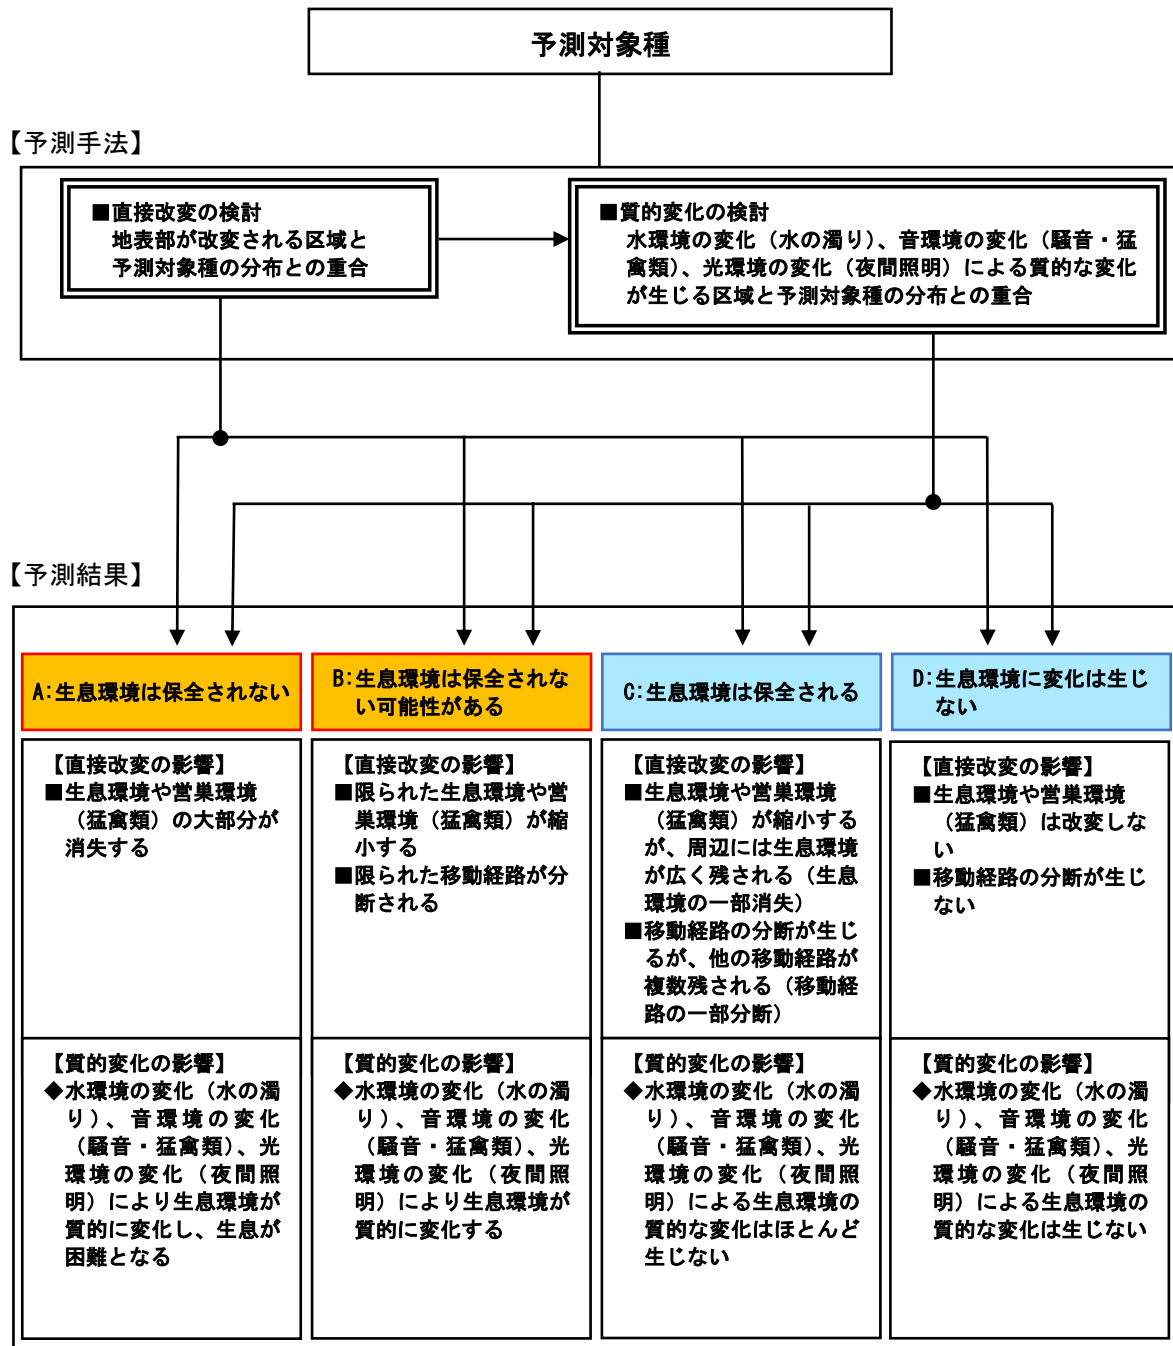 予測対象種
【予測手法】
■直接改変の検討
地表部が改変される区域と
予測対象種の分布との重合
■質的変化の検討
水環境の変化（水の濁り）、音環境の変化（騒音・猛
禽類）、光環境の変化（夜間照明）による質的な変化
が生じる区域と予測対象種の分布との重合
【予測結果】
A:生息環境は保全されない
【直接改変の影響】
■生息環境や営巣環境
（猛禽類）の大部分が
消失する
【質的変化の影響】
◆水環境の変化（水の濁
り）、音環境の変化
（騒音・猛禽類）、光
環境の変化（夜間照
明）により生息環境が
質的に変化し、生息が
困難となる
B:生息環境は保全されな
い可能性がある
【直接改変の影響】
■限られた生息環境や営
巣環境（猛禽類）が縮
小する
■限られた移動経路が分
断される
【質的変化の影響】
◆水環境の変化（水の濁
り）、音環境の変化
（騒音・猛禽類）、光
環境の変化（夜間照
明）により生息環境が
質的に変化する
C:生息環境は保全される
【直接改変の影響】
■生息環境や営巣環境
（猛禽類）が縮小する
が、周辺には生息環境
が広く残される（生息
環境の一部消失）
■移動経路の分断が生じ
るが、他の移動経路が
複数残される（移動経
路の一部分断）
【質的変化の影響】
◆水環境の変化（水の濁
り）、音環境の変化
（騒音・猛禽類）、光
環境の変化（夜間照
明）による生息環境の
質的な変化はほとんど
生じない
D:生息環境に変化は生じ
ない
【直接改変の影響】
■生息環境や営巣環境
（猛禽類）は改変しな
い
■移動経路の分断が生じ
ない
【質的変化の影響】
◆水環境の変化（水の濁
り）、音環境の変化
（騒音・猛禽類）、光
環境の変化（夜間照
明）による生息環境の
質的な変化は生じない